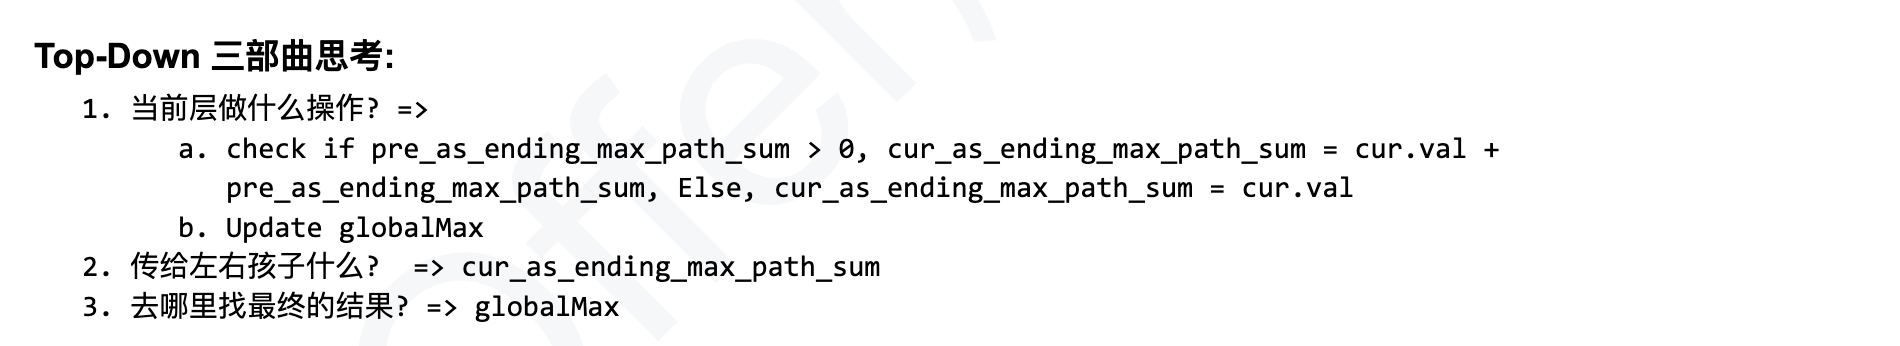 Top-Down 三部曲思考:
1. 当前层做什么操作? =>
a. check if pre_as_ending_max_path_sum > 0, cur_as_ending_max_path_sum = cur.val +
pre_as_ending_max_path_sum, Else, cur_as_ending_max_path_sum = cur.val
b. Update globalMax
2. 传给左右孩子什么?  => cur_as_ending_max_path_sum
3. 去哪里找最终的结果? => globalMax